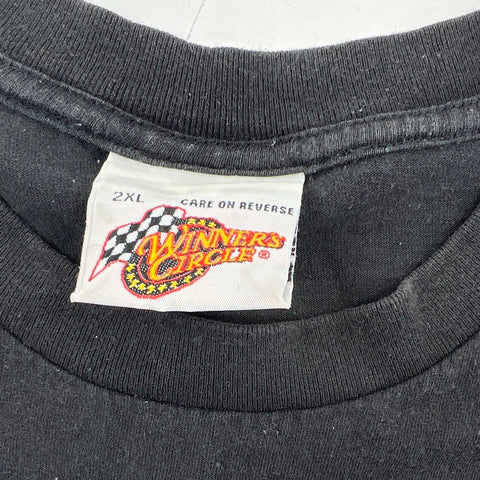 2XL CARE ON REVERSE
WINNER'S
CIRCLE®